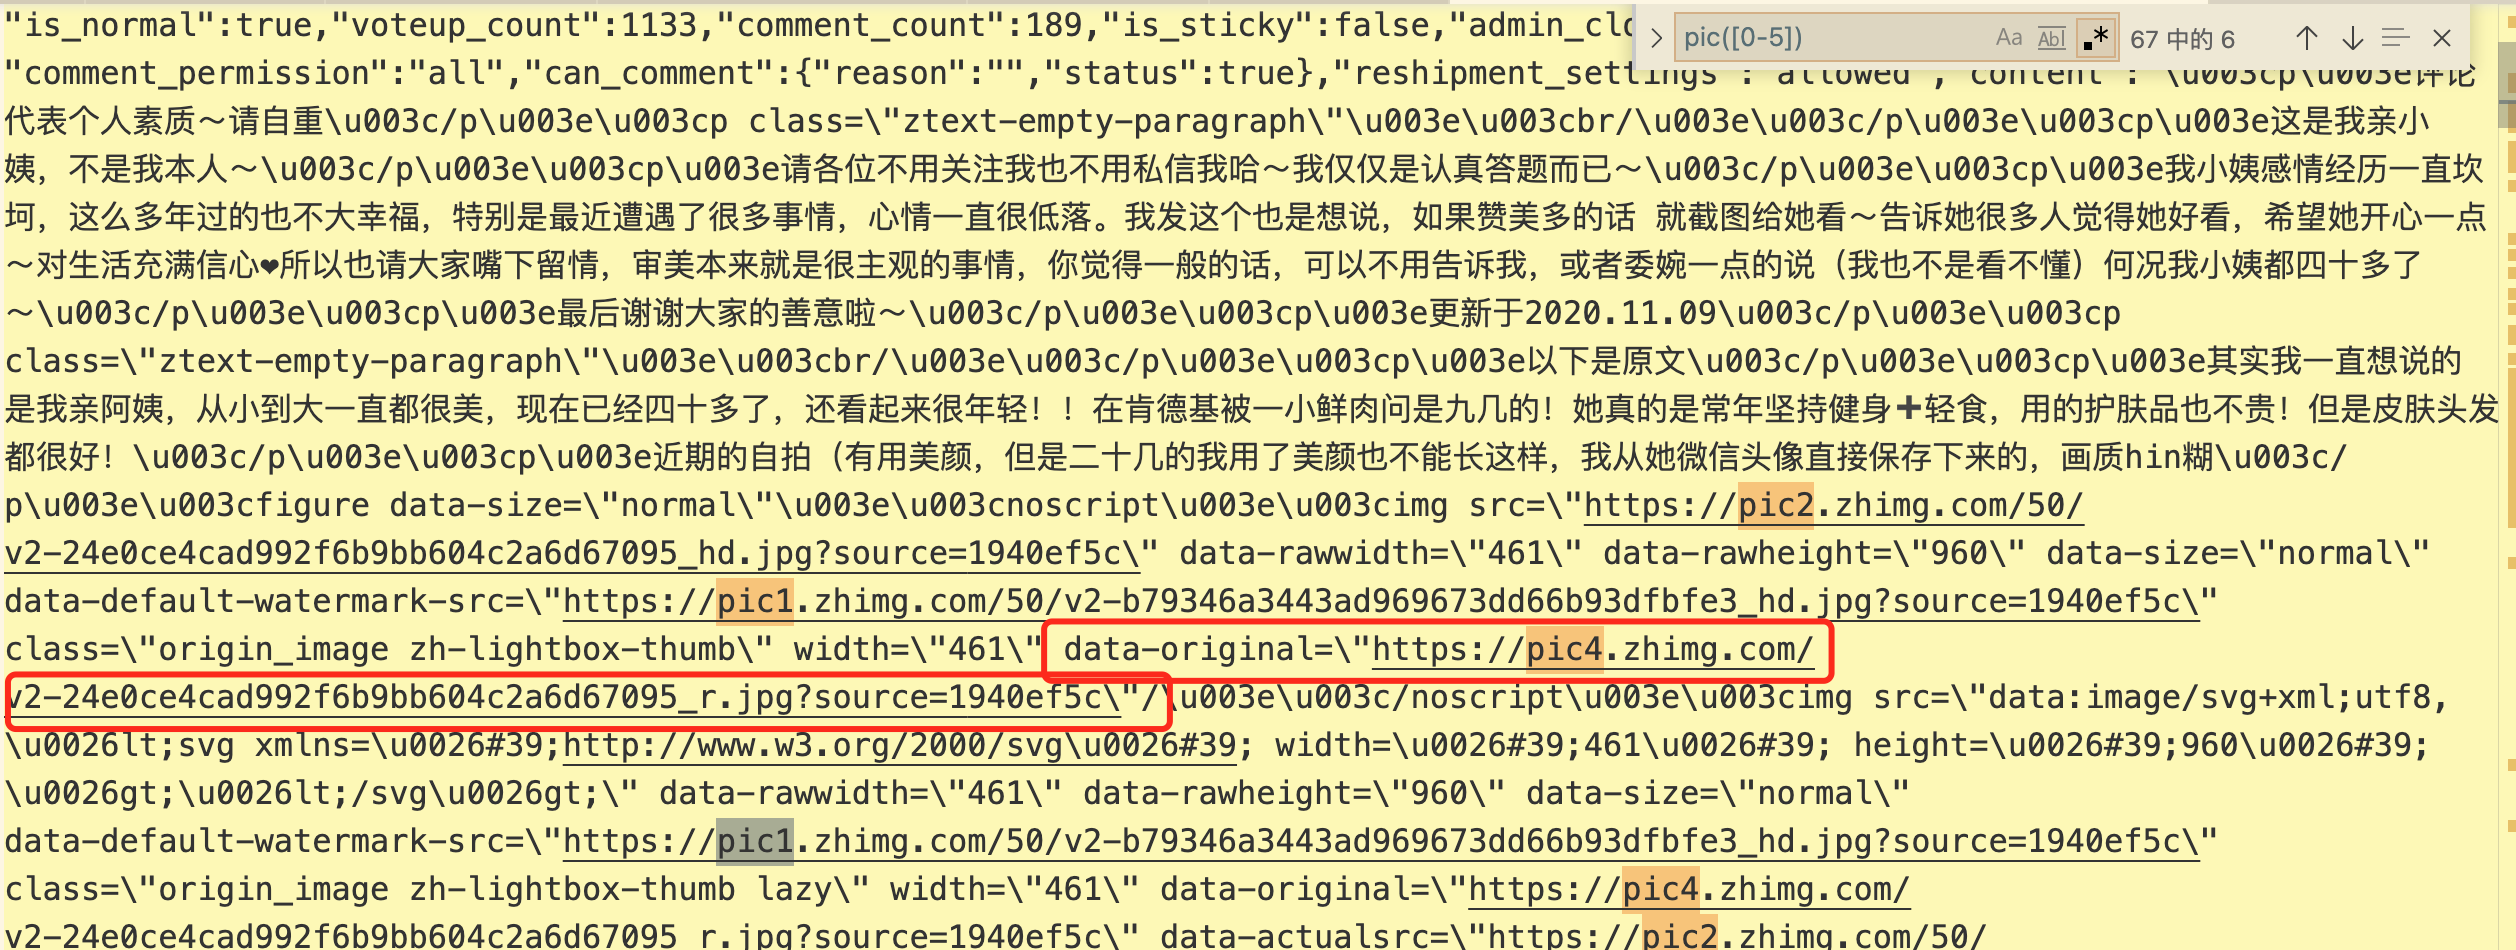 "is_normal":true,"voteup_count":1133,"comment_count":189,"is_sticky":false,"admin_clo
pic([0-5])
Aa
Abl
.*
67 中的 6
"comment_permission":"all","can_comment":{"reason":"","status":true},"reshipment_settings":"allowed","content":"\u003cp\u003e评论
代表个人素质～请自重\u003c/p\u003e\u003cp class=\"ztext-empty-paragraph\"\u003e\u003cbr/\u003e\u003c/p\u003e\u003cp\u003e这是我亲小
姨，不是我本人～\u003c/p\u003e\u003cp\u003e请各位不用关注我也不用私信我哈～我仅仅是认真答题而已～\u003c/p\u003e\u003cp\u003e我小姨感情经历一直坎
坷，这么多年过的也不大幸福，特别是最近遭遇了很多事情，心情一直很低落。我发这个也是想说，如果赞美多的话 就截图给她看～告诉她很多人觉得她好看，希望她开心一点
～对生活充满信心❤所以也请大家嘴下留情，审美本来就是很主观的事情，你觉得一般的话，可以不用告诉我，或者委婉一点的说（我也不是看不懂）何况我小姨都四十多了
～\u003c/p\u003e\u003cp\u003e最后谢谢大家的善意啦～\u003c/p\u003e\u003cp\u003e更新于2020.11.09\u003c/p\u003e\u003cp
class=\"ztext-empty-paragraph\"\u003e\u003cbr/\u003e\u003c/p\u003e\u003cp\u003e以下是原文\u003c/p\u003e\u003cp\u003e其实我一直想说的
是我亲阿姨，从小到大一直都很美，现在已经四十多了，还看起来很年轻！！在肯德基被一小鲜肉问是九几的！她真的是常年坚持健身➕轻食，用的护肤品也不贵！但是皮肤头发
都很好！\u003c/p\u003e\u003cp\u003e近期的自拍（有用美颜，但是二十几的我用了美颜也不能长这样，我从她微信头像直接保存下来的，画质hin糊\u003c/
p\u003e\u003cfigure data-size=\"normal\"\u003e\u003cnoscript\u003e\u003cimg src=\"https://pic2.zhimg.com/50/
v2-24e0ce4cad992f6b9bb604c2a6d67095_hd.jpg?source=1940ef5c\" data-rawwidth=\"461\" data-rawheight=\"960\" data-size=\"normal\"
data-default-watermark-src=\"https://pic1.zhimg.com/50/v2-b79346a3443ad969673dd66b93dfbfe3_hd.jpg?source=1940ef5c\"
class=\"origin_image zh-lightbox-thumb\" width=\"461\" data-original=\"https://pic4.zhimg.com/
v2-24e0ce4cad992f6b9bb604c2a6d67095_r.jpg?source=1940ef5c\"/\u003e\u003c/noscript\u003e\u003cimg src=\"data:image/svg+xml;utf8,
\u0026lt;svg xmlns=\u0026#39;http://www.w3.org/2000/svg\u0026#39; width=\u0026#39;461\u0026#39; height=\u0026#39;960\u0026#39;
\u0026gt;\u0026lt;/svg\u0026gt;\" data-rawwidth=\"461\" data-rawheight=\"960\" data-size=\"normal\"
data-default-watermark-src=\"https://pic1.zhimg.com/50/v2-b79346a3443ad969673dd66b93dfbfe3_hd.jpg?source=1940ef5c\"
class=\"origin_image zh-lightbox-thumb lazy\" width=\"461\" data-original=\"https://pic4.zhimg.com/
v2-24e0ce4cad992f6b9bb604c2a6d67095_r.jpg?source=1940ef5c\" data-actualsrc=\"https://pic2.zhimg.com/50/